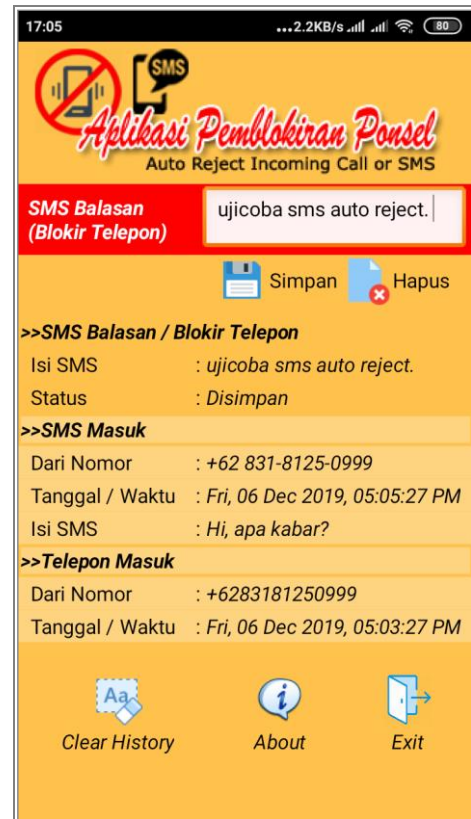 17:05 ...2.2KB/s 80
SMS
Aplikasi Pemblokiran Ponsel
Auto Reject Incoming Call or SMS
SMS Balasan
(Blokir Telepon)
ujicoba sms auto reject.
Simpan Hapus
>>SMS Balasan / Blokir Telepon
Isi SMS : ujicoba sms auto reject.
Status : Disimpan
>>SMS Masuk
Dari Nomor : +62 831-8125-0999
Tanggal / Waktu : Fri, 06 Dec 2019, 05:05:27 PM
Isi SMS : Hi, apa kabar?
>>Telepon Masuk
Dari Nomor : +6283181250999
Tanggal / Waktu : Fri, 06 Dec 2019, 05:03:27 PM
Aa
Clear History About Exit